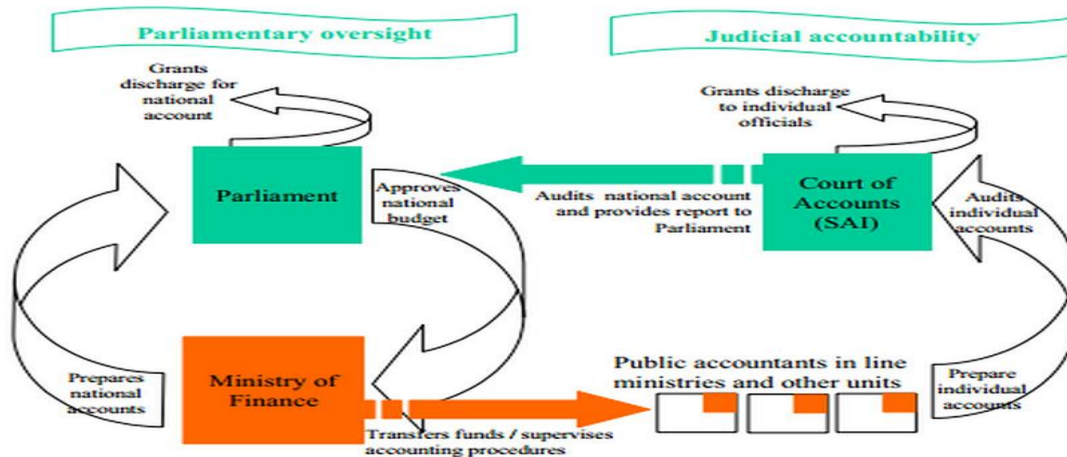 Parliamentary oversight
Judicial accountability
Grants
discharge for
national
account
Grants discharge
to individual
officials
Parliament
Approves
national
budget
Audits national account
and provides report to
Parliament
Court of
Accounts
(SAI)
Audits
individual
accounts
Prepares
national
accounts
Ministry of
Finance
Transfers funds / supervises
accounting procedures
Public accountants in line
ministries and other units
Prepare
individual
accounts